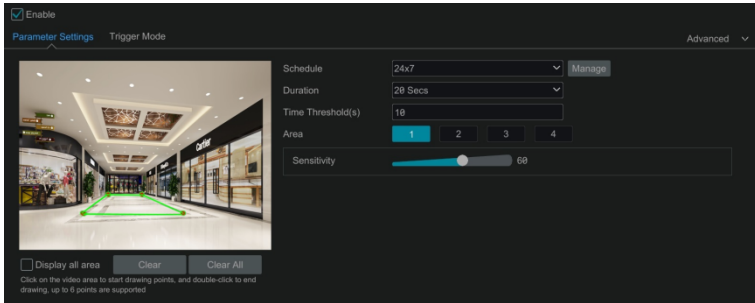 Enable
Parameter Settings Trigger Mode Advanced
Schedule 24x7 Manage
Duration 20 Secs
Time Threshold(s) 10
Area 1 2 3 4
Sensitivity 60
Cartier
Display all area Clear Clear All
Click on the video area to start drawing points, and double-click to end
drawing, up to 6 points are supported